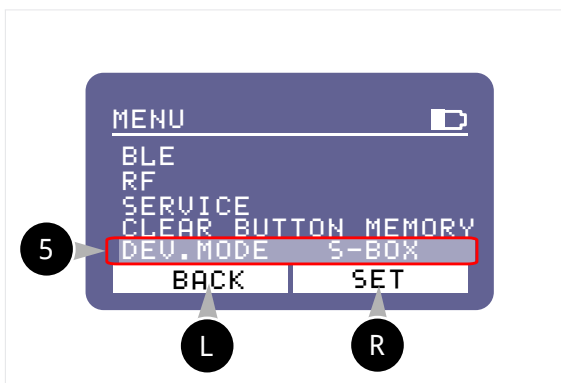 MENU
BLE
RF
SERVICE
CLEAR BUTTON MEMORY
5
DEV.MODE S-BOX
BACK SET
L R